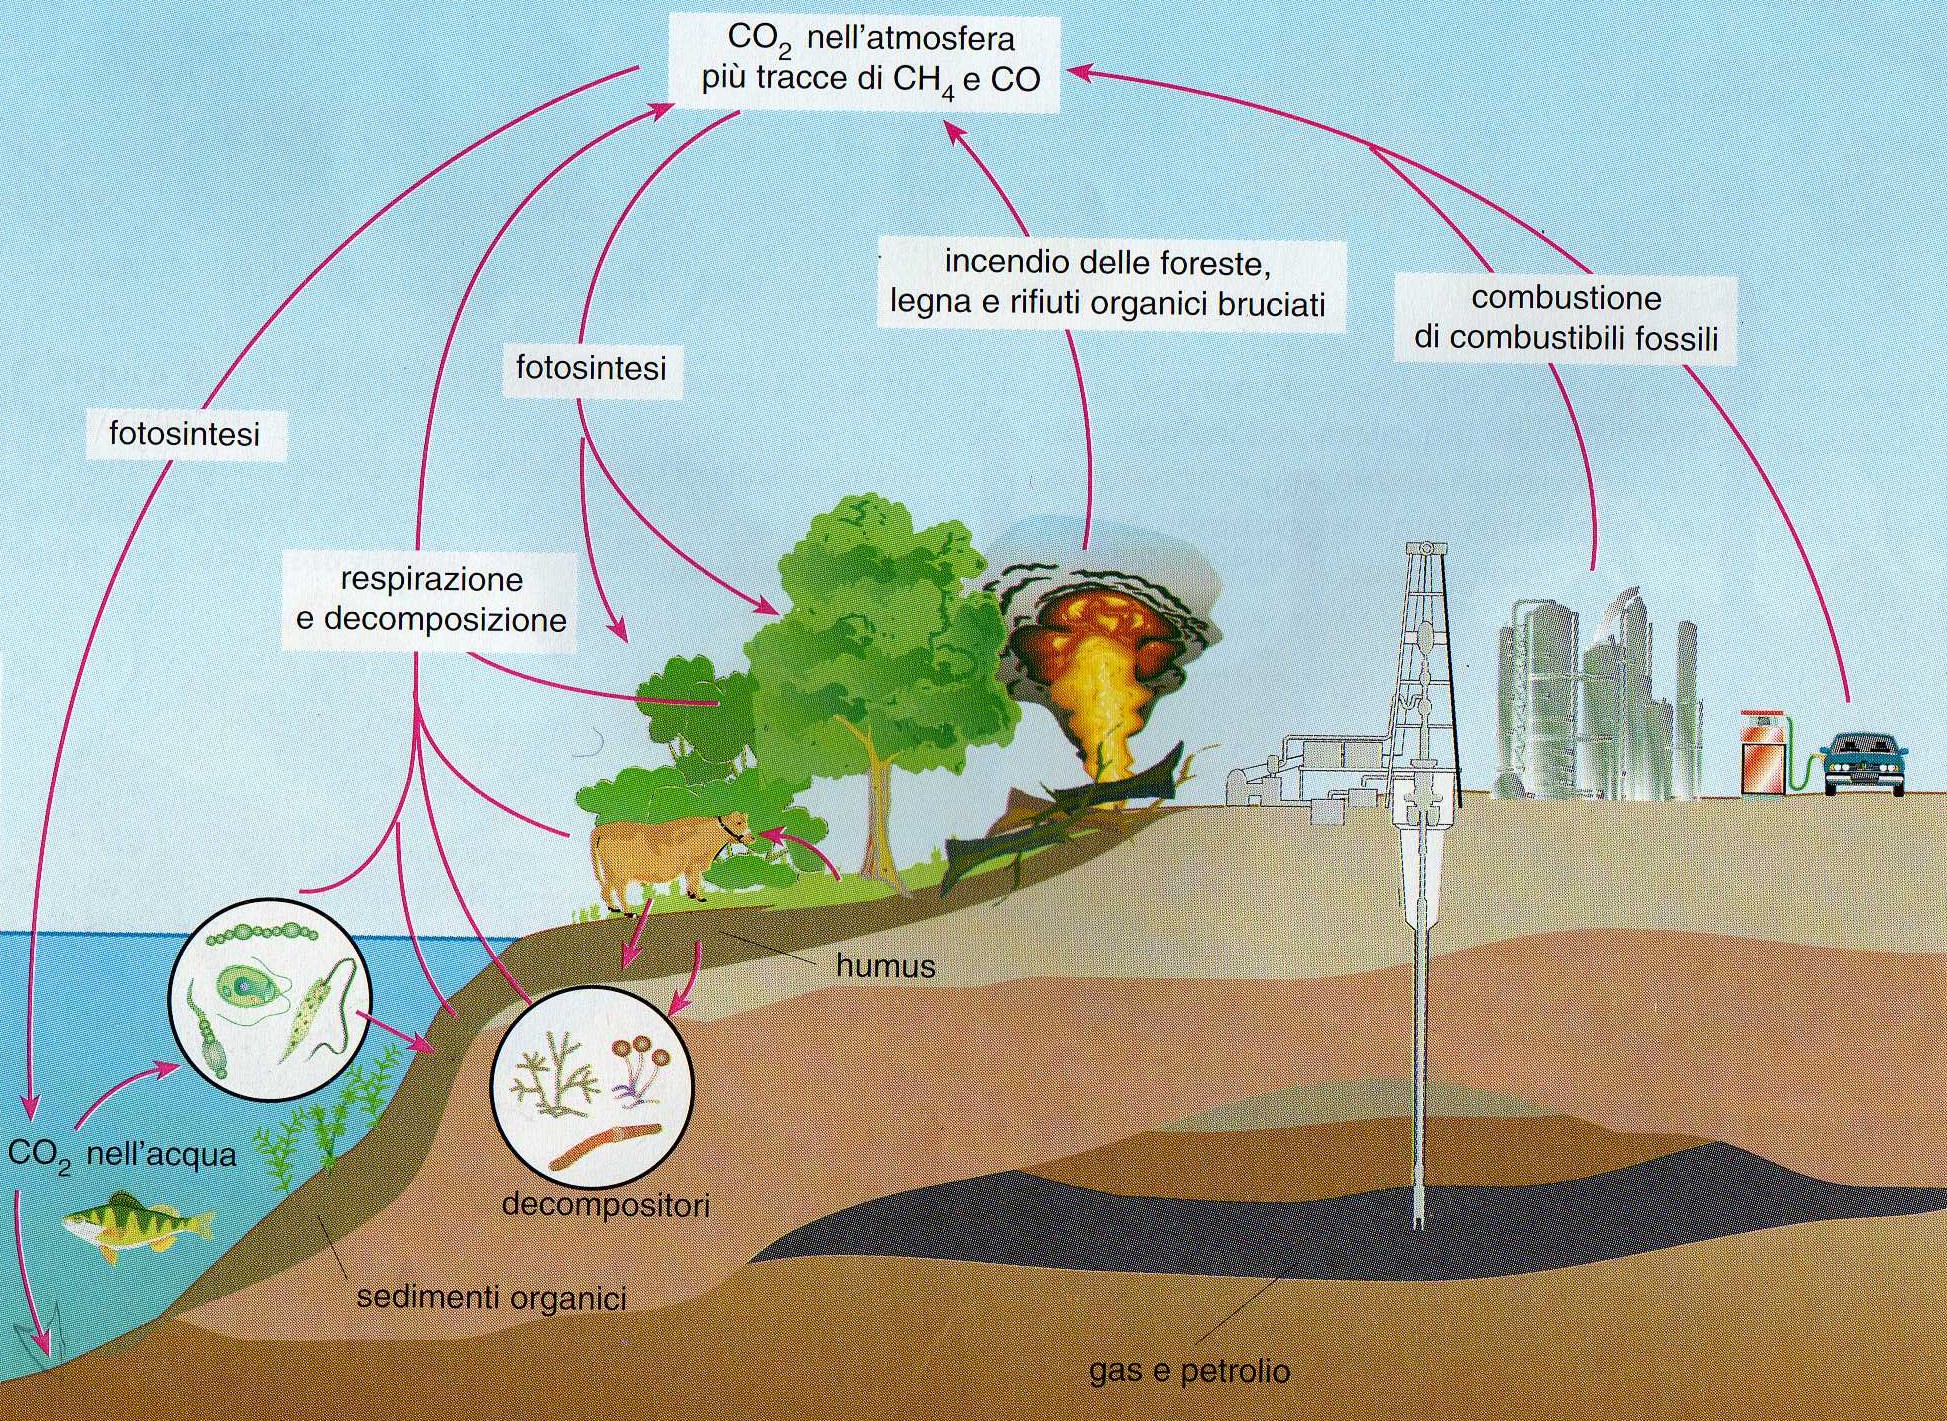 CO₂ nell'atmosfera
più tracce di CH₄ e CO
incendio delle foreste,
legna e rifiuti organici bruciati
combustione
di combustibili fossili
fotosintesi
fotosintesi
respirazione
e decomposizione
humus
CO₂ nell'acqua
decompositori
sedimenti organici
gas e petrolio